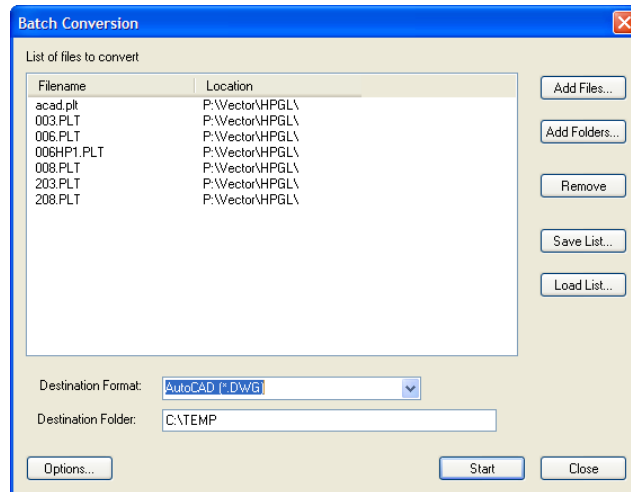 Batch Conversion
List of files to convert
Filename Location
acad.plt P:\Vector\HPGL\
003.PLT P:\Vector\HPGL\
006.PLT P:\Vector\HPGL\
006HP1.PLT P:\Vector\HPGL\
008.PLT P:\Vector\HPGL\
203.PLT P:\Vector\HPGL\
208.PLT P:\Vector\HPGL\
Add Files...
Add Folders...
Remove
Save List...
Load List...
Destination Format: AutoCAD (*.DWG)
Destination Folder: C:\TEMP
Options... Start Close